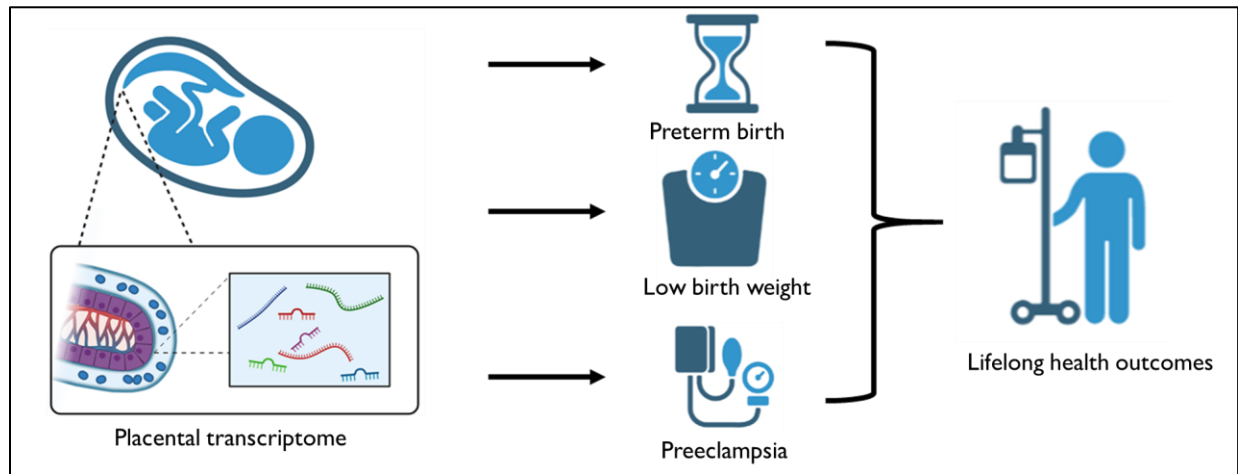 Preterm birth
Low birth weight
Preeclampsia
Placental transcriptome
Lifelong health outcomes